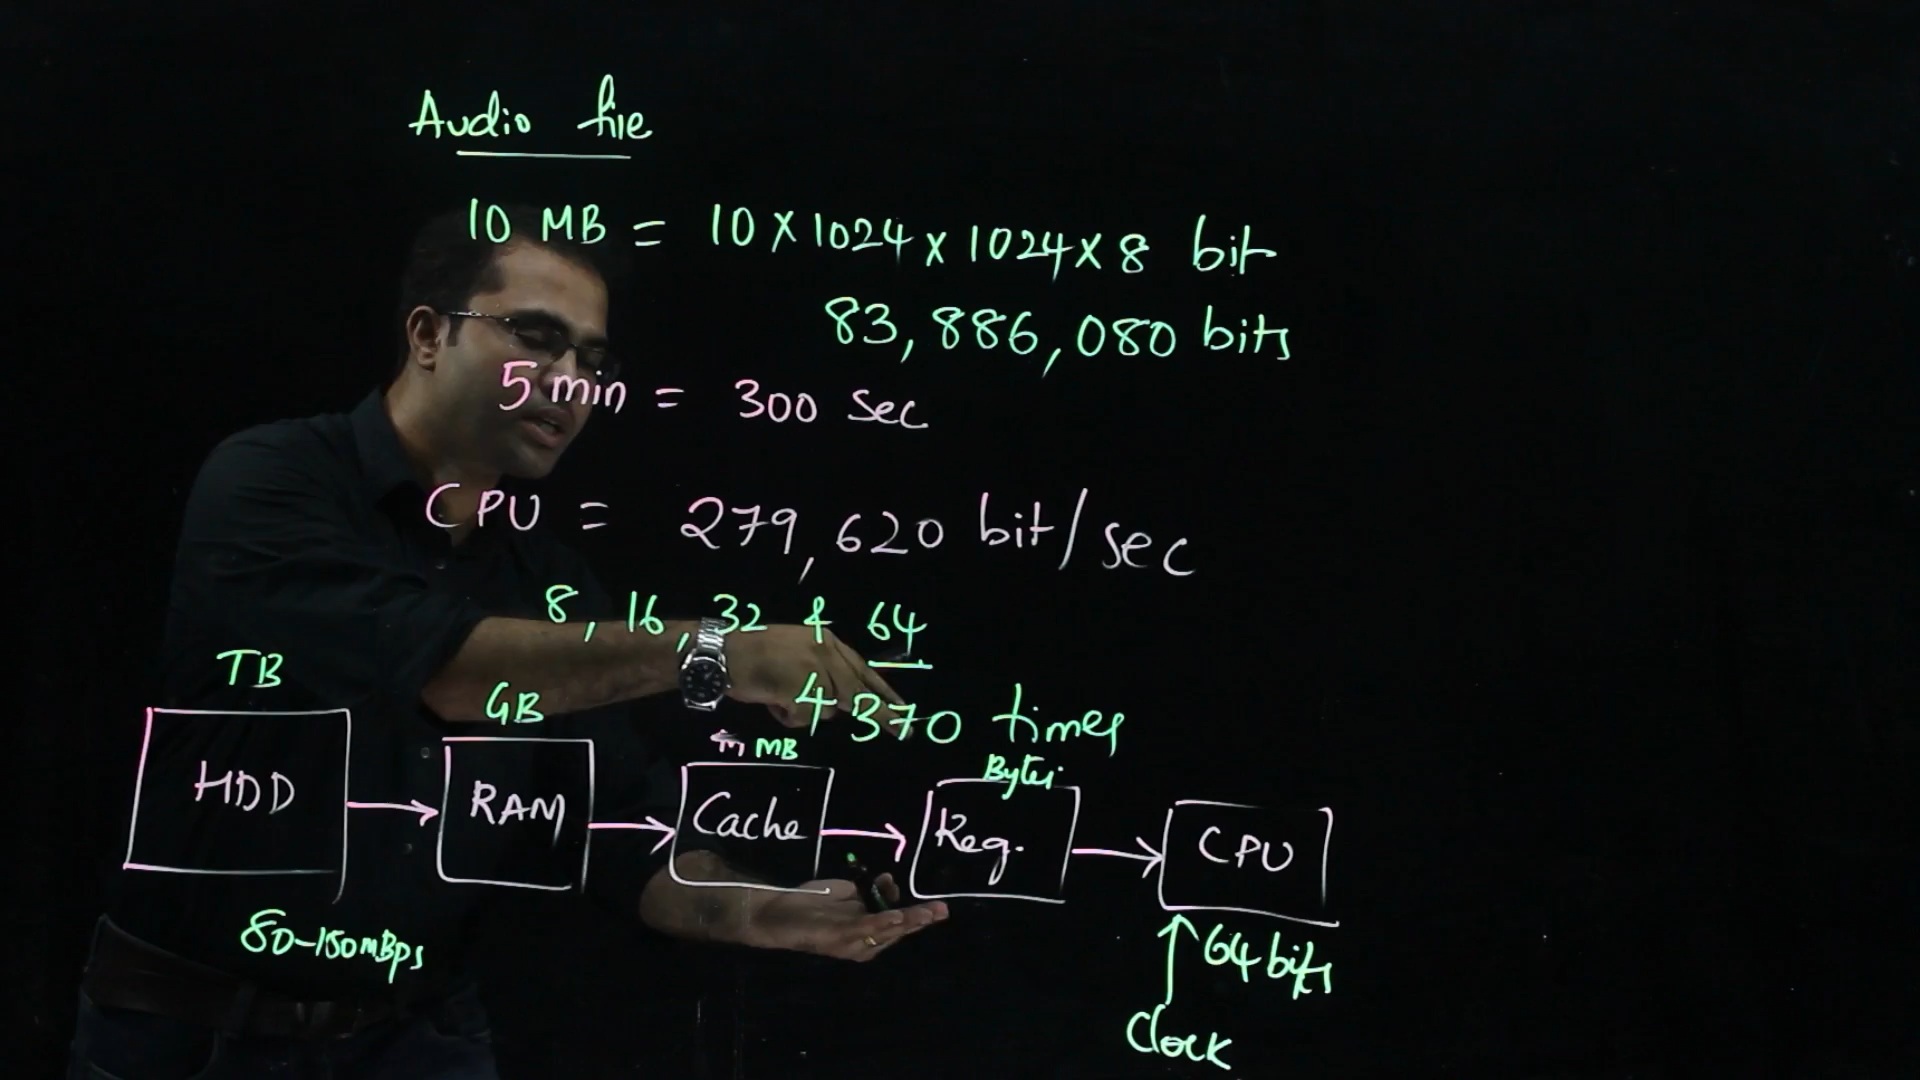 Audio file
10 MB = 10 X 1024 x 1024 x 8 bit
83,886,080 bits
5 min = 300 Sec
CPU = 279,620 bit/sec
8, 16, 32 & 64
4370 times
TB
GB
MB
Bytes
HDD
RAM
Cache
Reg.
CPU
80-150MBps
64 bits
Clock